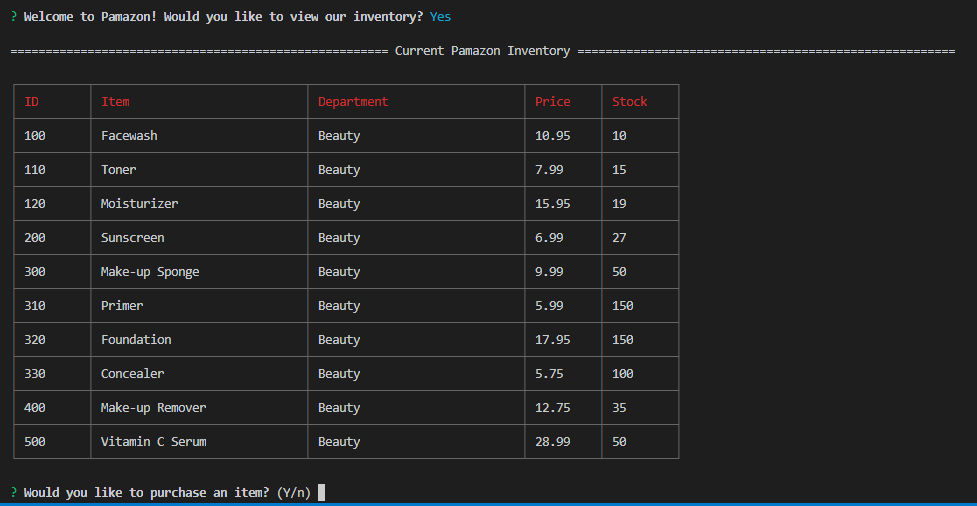 ? Welcome to Pamazon! Would you like to view our inventory? Yes
====================================================== Current Pamazon Inventory ======================================================
ID Item Department Price Stock
100 Facewash Beauty 10.95 10
110 Toner Beauty 7.99 15
120 Moisturizer Beauty 15.95 19
200 Sunscreen Beauty 6.99 27
300 Make-up Sponge Beauty 9.99 50
310 Primer Beauty 5.99 150
320 Foundation Beauty 17.95 150
330 Concealer Beauty 5.75 100
400 Make-up Remover Beauty 12.75 35
500 Vitamin C Serum Beauty 28.99 50
? Would you like to purchase an item? (Y/n)